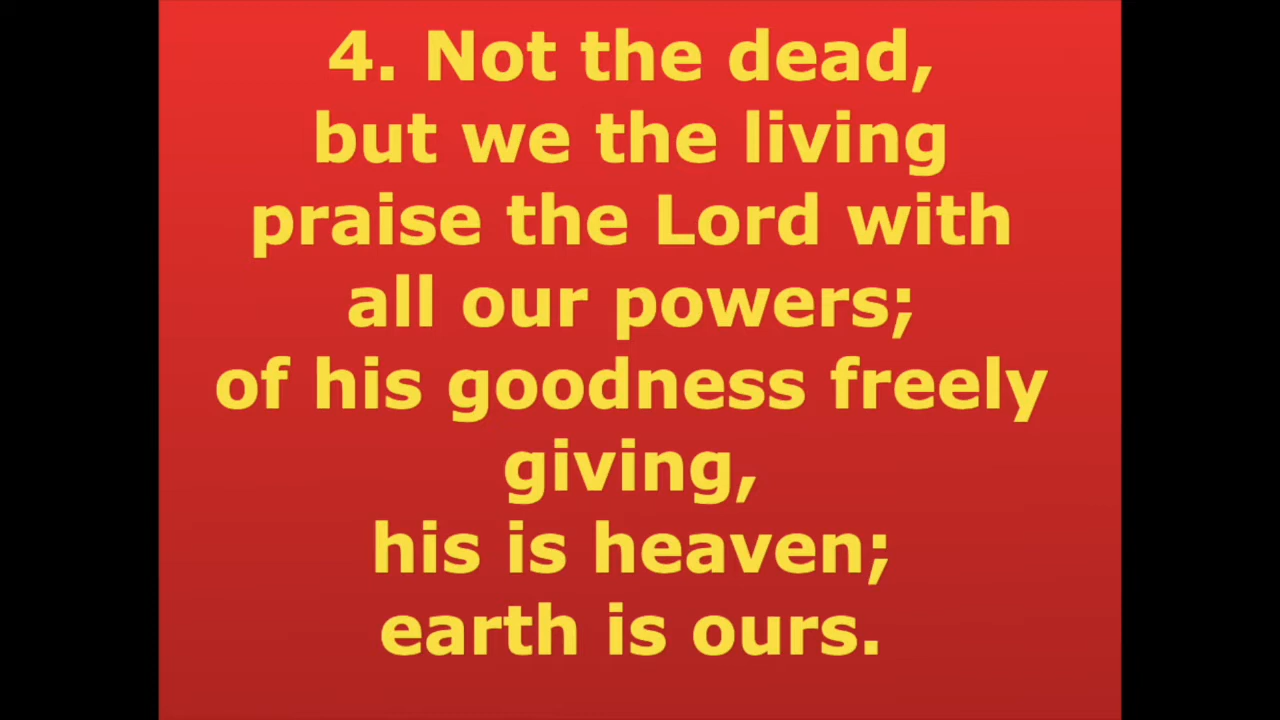 4. Not the dead,
but we the living
praise the Lord with
all our powers;
of his goodness freely
giving,
his is heaven;
earth is ours.